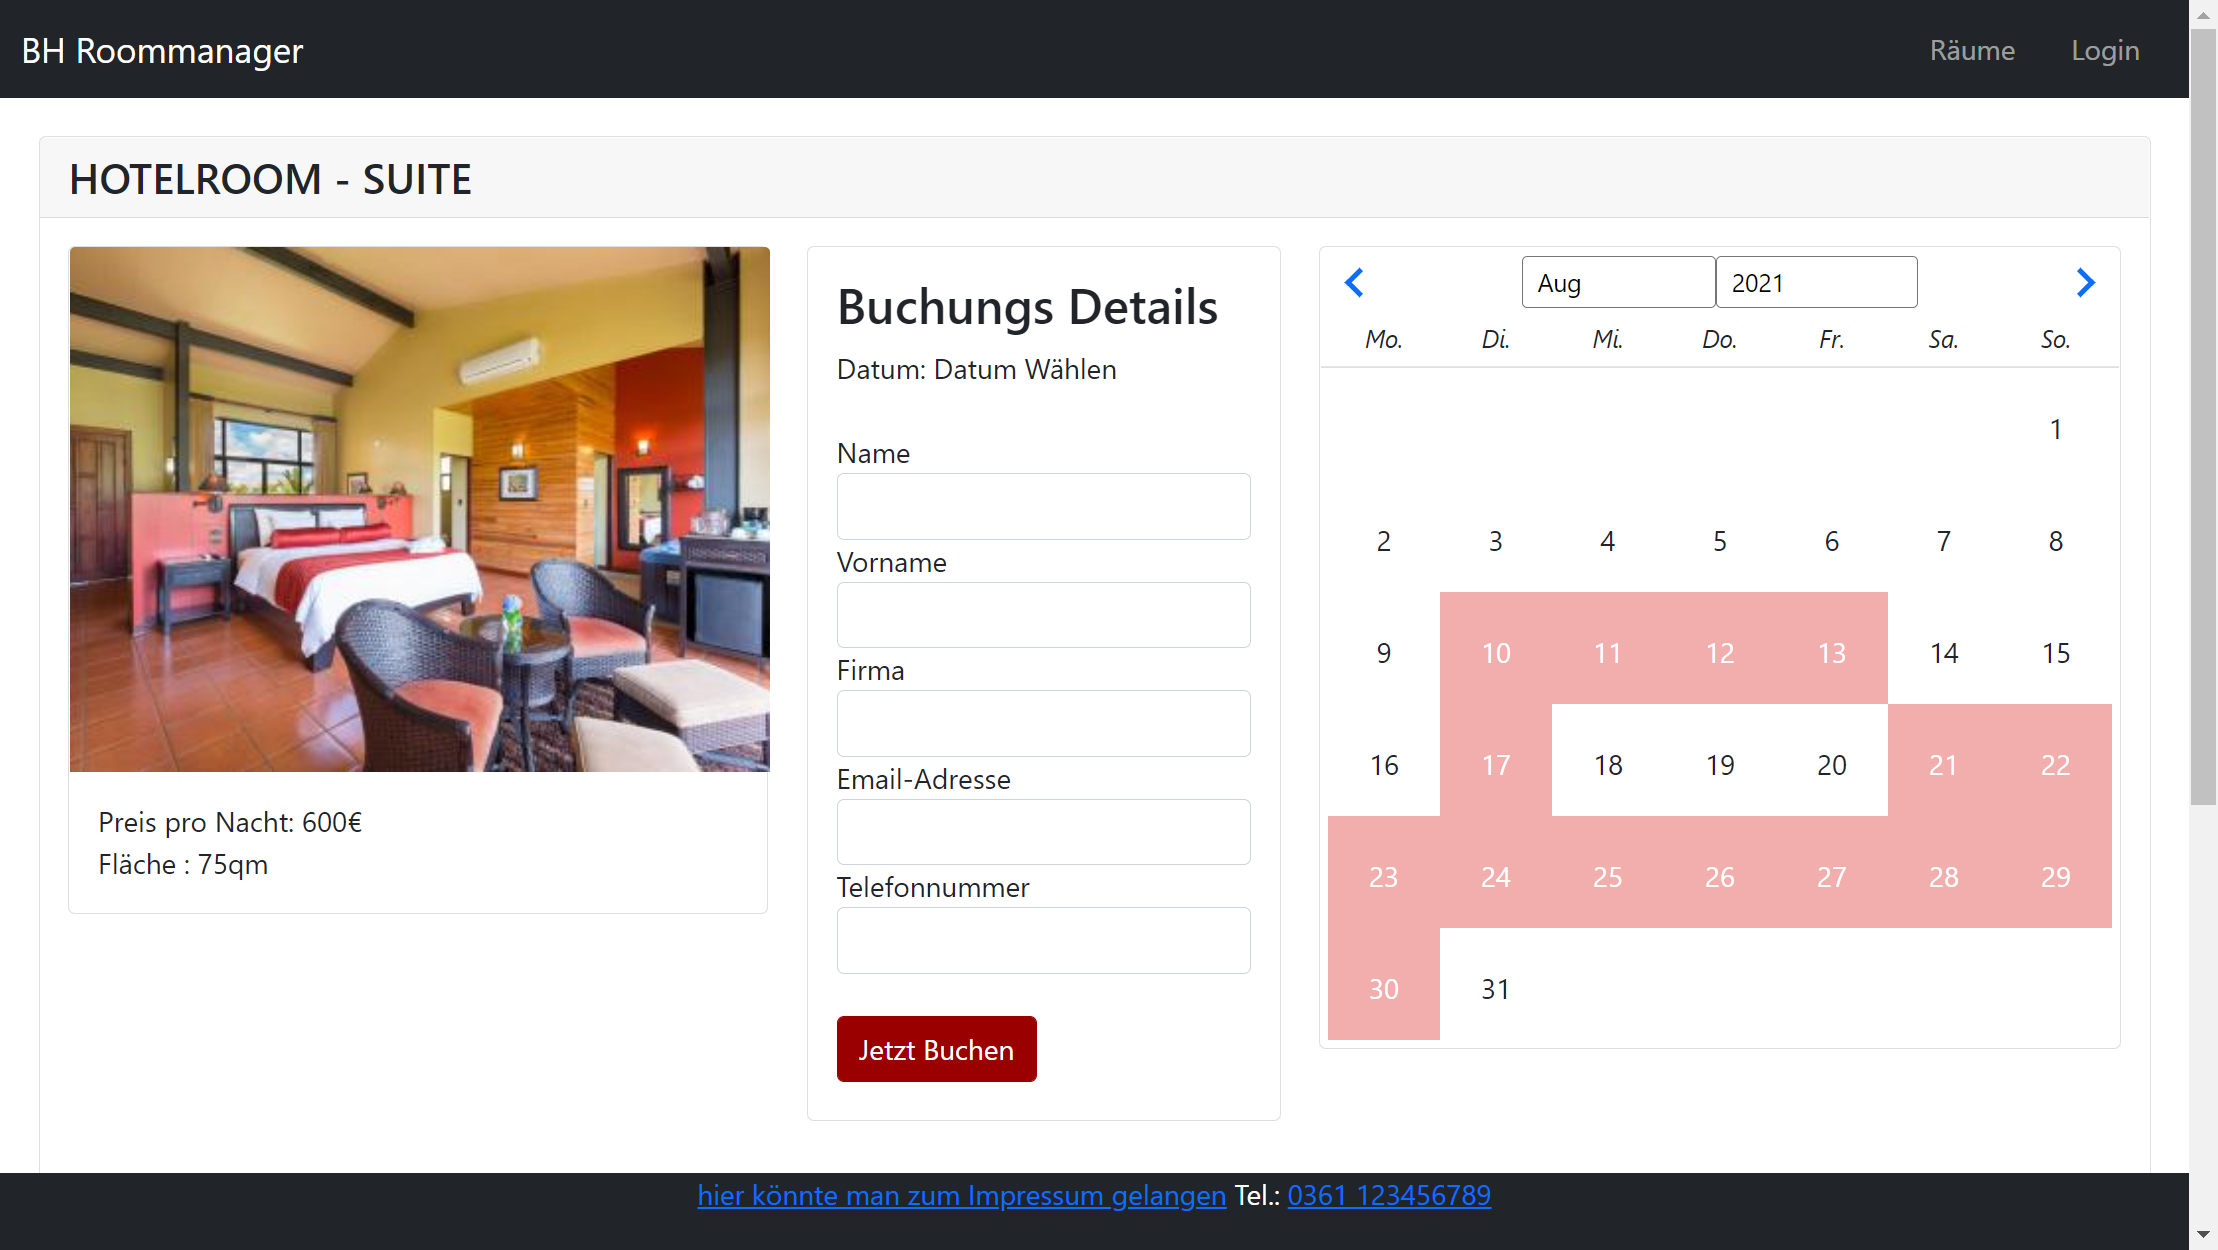 BH Roommanager
Räume
Login
HOTELROOM - SUITE
Preis pro Nacht: 600€
Fläche : 75qm
Buchungs Details
Datum: Datum Wählen
Name
Vorname
Firma
Email-Adresse
Telefonnummer
Jetzt Buchen
Aug 2021
Mo. Di. Mi. Do. Fr. Sa. So.
1
2 3 4 5 6 7 8
9 10 11 12 13 14 15
16 17 18 19 20 21 22
23 24 25 26 27 28 29
30 31
hier könnte man zum Impressum gelangen Tel.: 0361 123456789